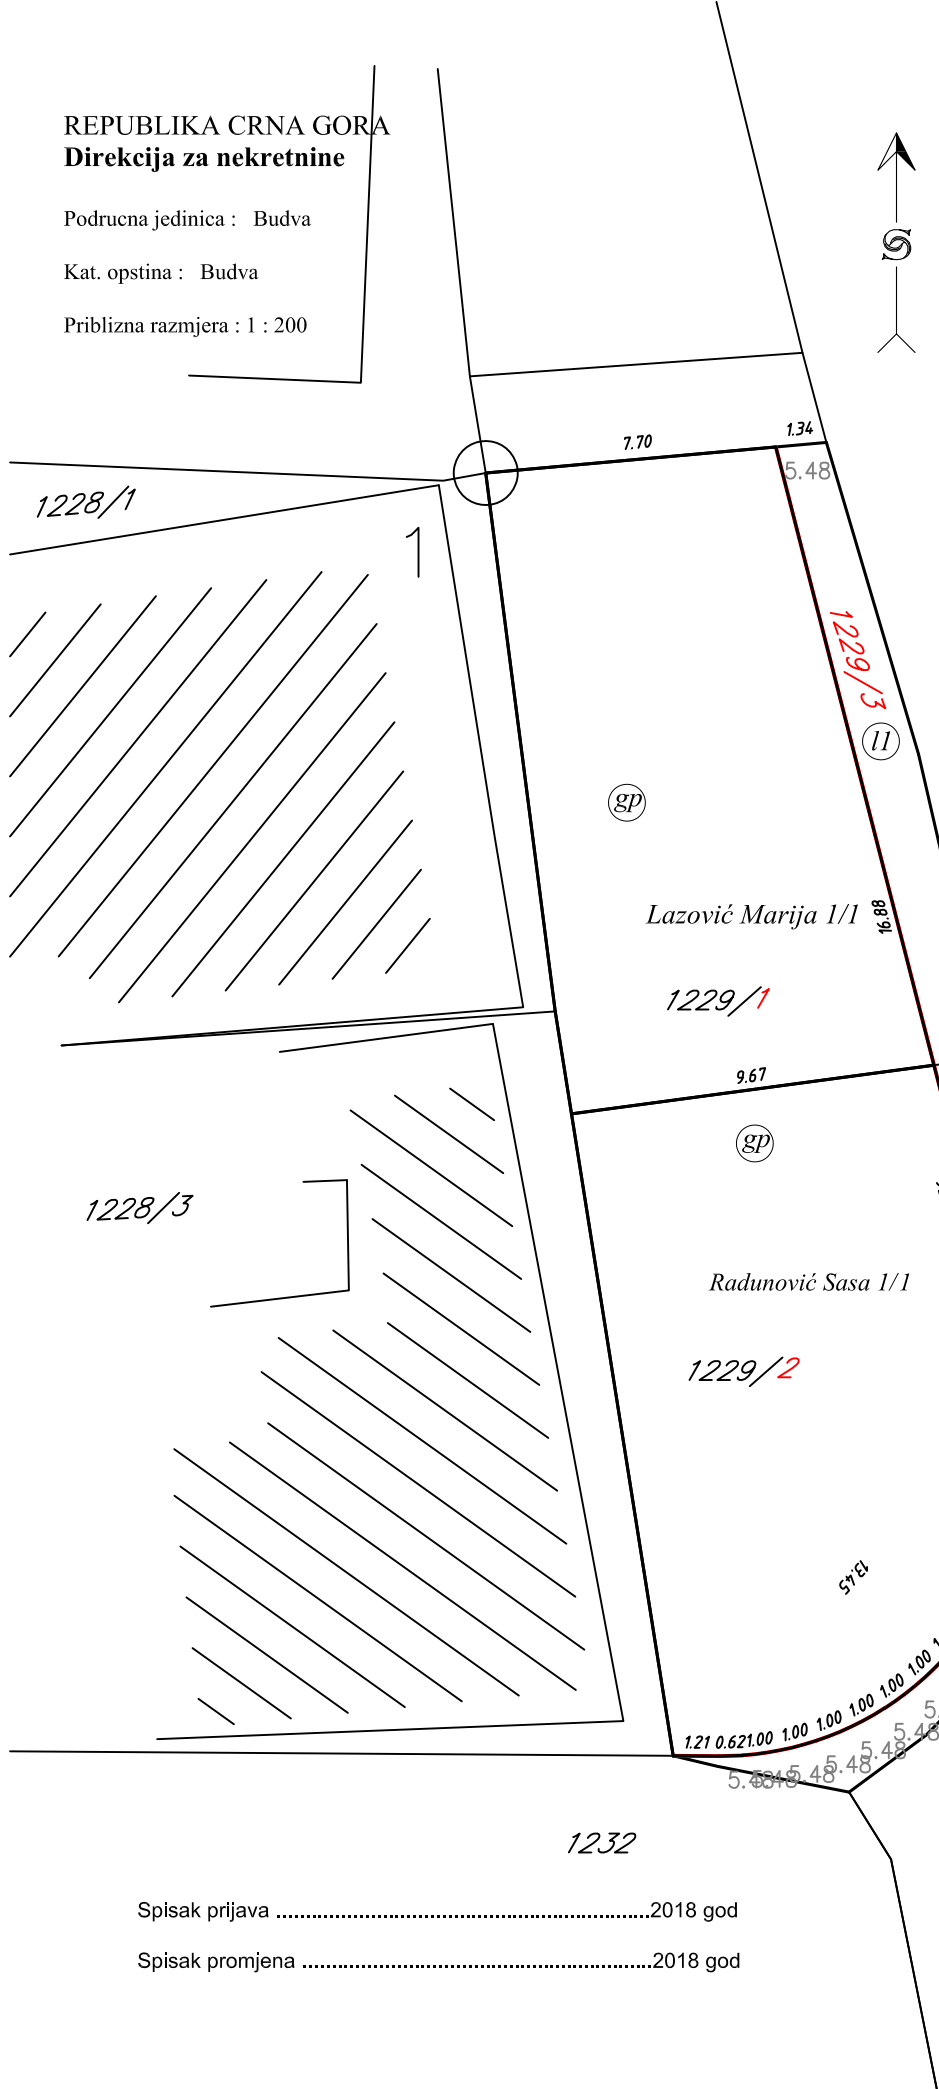 REPUBLIKA CRNA GORA
Direkcija za nekretnine
Podrucna jedinica : Budva
Kat. opstina : Budva
Priblizna razmjera : 1 : 200
7.70
1.34
5.48
1228/1
1
1229/3
l1
gp
Lazović Marija 1/1
16.88
1229/1
9.67
gp
1228/3
Radunović Sasa 1/1
1229/2
13.45
1.21 0.62 1.00 1.00 1.00 1.00 1.00 1.00
5.48 5.48 5.48 5.48 5.48 5.48
1232
Spisak prijava ..............................................................2018 god
Spisak promjena ..........................................................2018 god